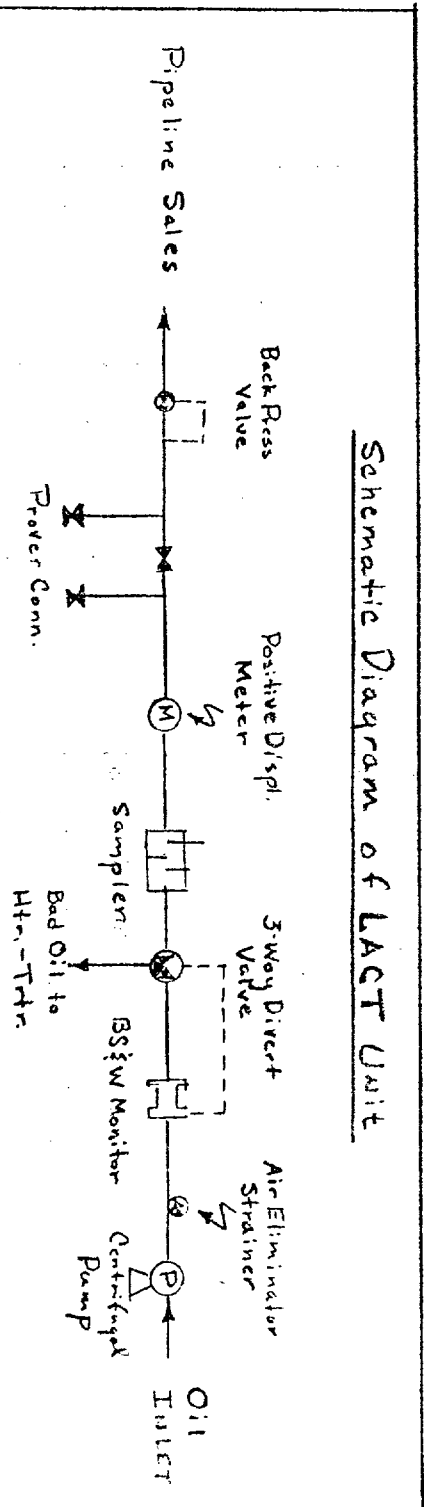 Schematic Diagram of LACT Unit
Pipeline Sales
Back Press
Valve
Prover Conn.
Positive Displ.
Meter
M
Sampler
3-Way Divert
Valve
Bad Oil to
Htr.-Trtr.
BS&W Monitor
Air Eliminator
Strainer
P
Centrifugal
Pump
Oil
INLET